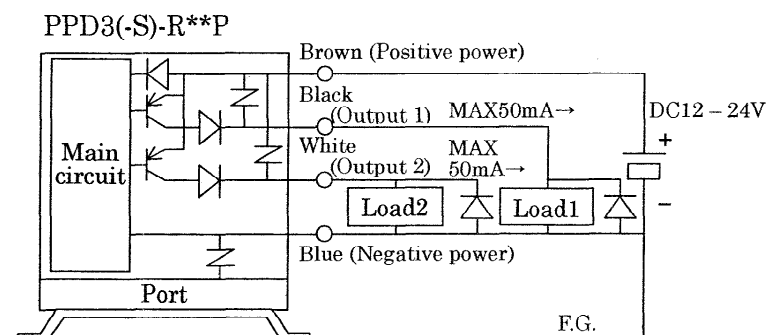 PPD3(-S)-R**P
Brown (Positive power)
Black
(Output 1) MAX50mA→
DC12－24V
+
White
(Output 2) MAX
50mA→
Main
circuit
Load2
Load1
−
Blue (Negative power)
Port
F.G.